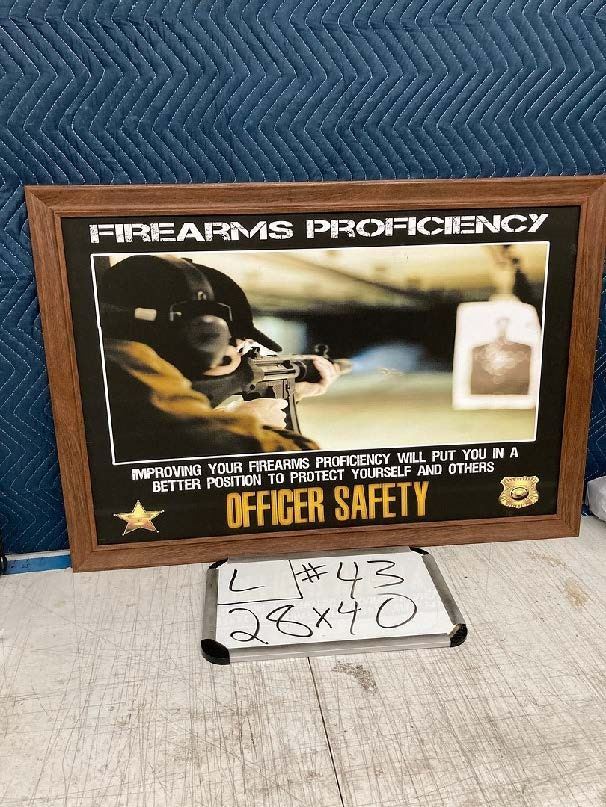 FIREARMS PROFICIENCY
IMPROVING YOUR FIREARMS PROFICIENCY WILL PUT YOU IN A
BETTER POSITION TO PROTECT YOURSELF AND OTHERS
OFFICER SAFETY
L #43
28x40